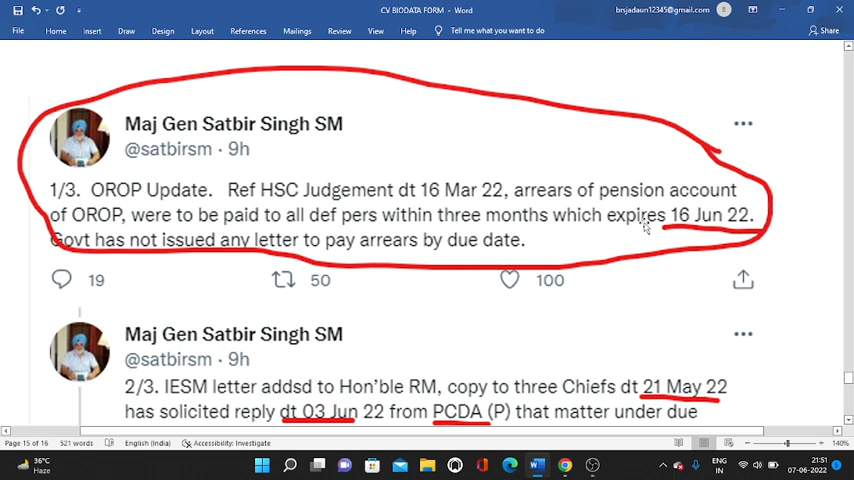 CV BIODATA FORM - Word
brsjadaun12345@gmail.com
B
File Home Insert Draw Design Layout References Mailings Review View Help Tell me what you want to do Share
Maj Gen Satbir Singh SM
@satbirsm · 9h
1/3. OROP Update. Ref HSC Judgement dt 16 Mar 22, arrears of pension account
of OROP, were to be paid to all def pers within three months which expires 16 Jun 22.
Govt has not issued any letter to pay arrears by due date.
19 50 100
Maj Gen Satbir Singh SM
@satbirsm · 9h
2/3. IESM letter addsd to Hon'ble RM, copy to three Chiefs dt 21 May 22
has solicited reply dt 03 Jun 22 from PCDA (P) that matter under due
Page 15 of 16 521 words English (India) Accessibility: Investigate 140%
36°C
Haze
ENG
IN
21:51
07-06-2022